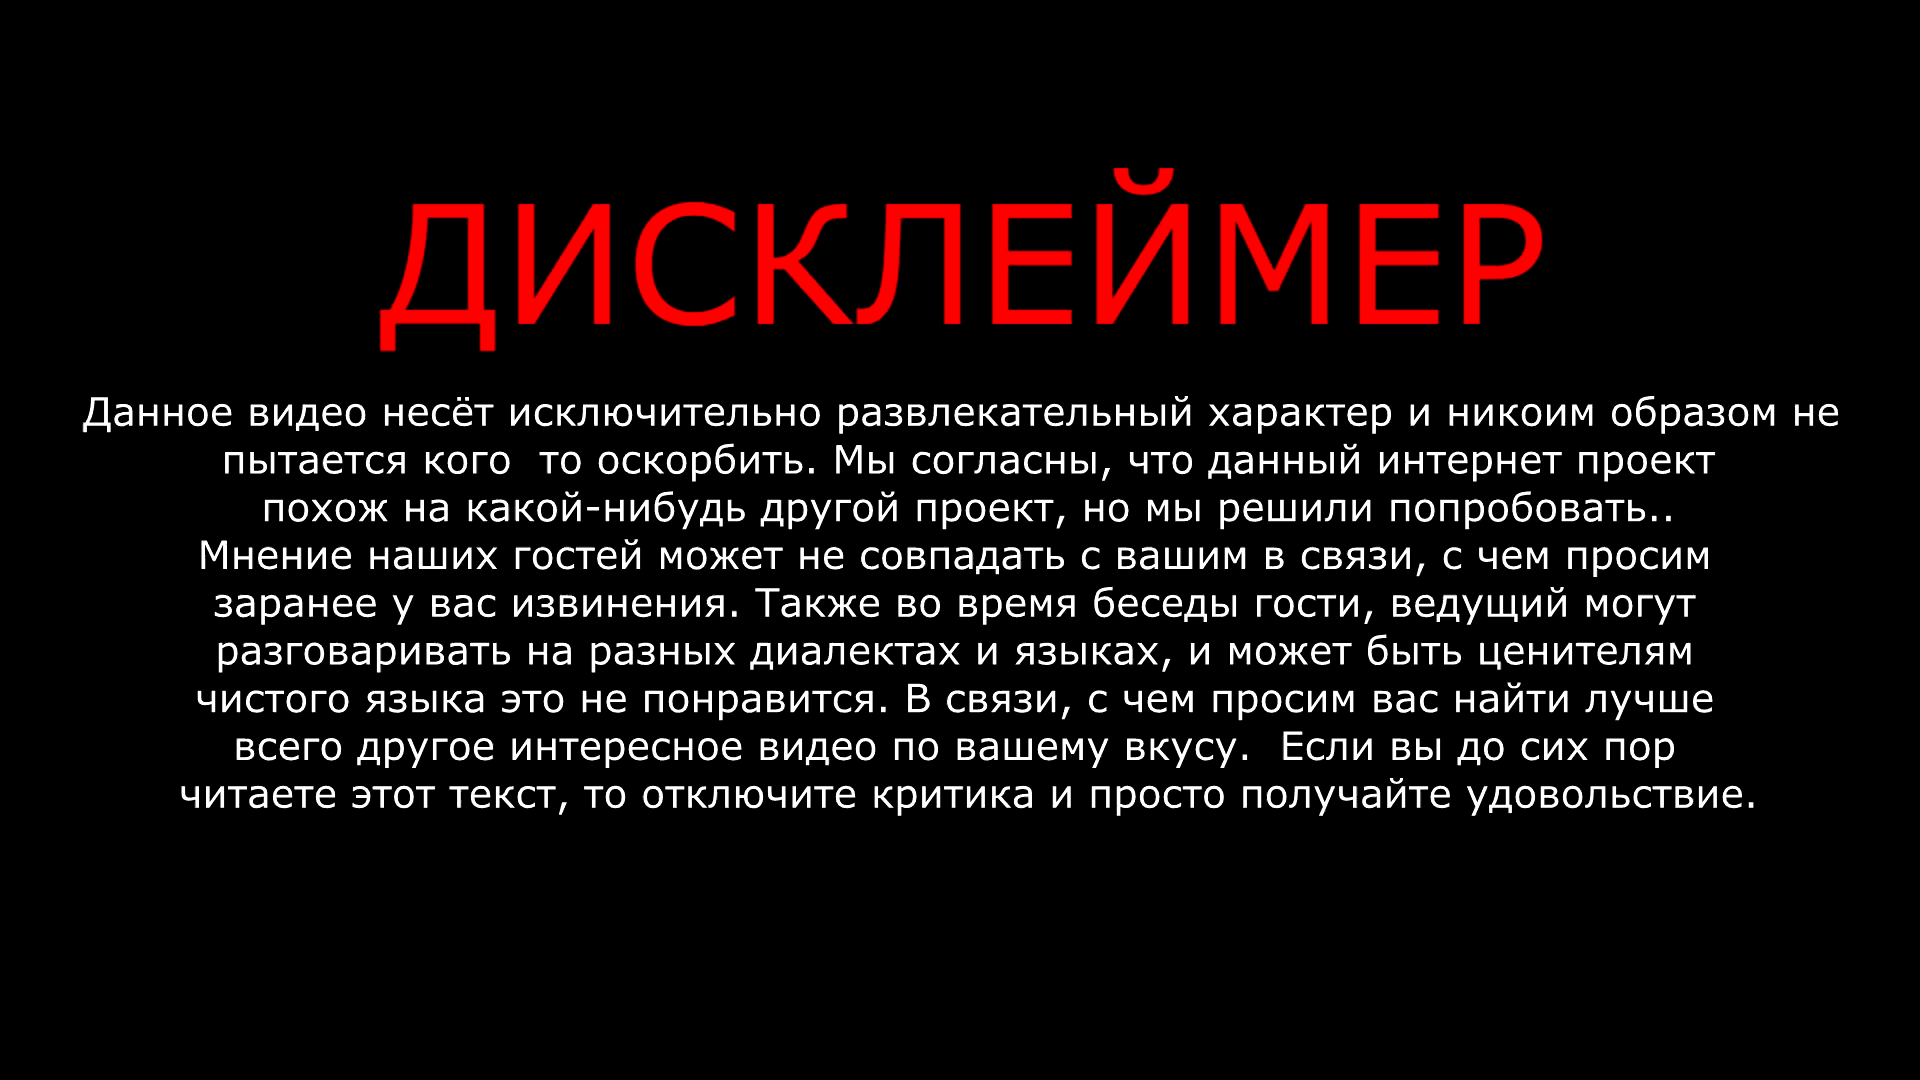 ДИСКЛЕЙМЕР
Данное видео несёт исключительно развлекательный характер и никоим образом не
пытается кого  то оскорбить. Мы согласны, что данный интернет проект
похож на какой-нибудь другой проект, но мы решили попробовать..
Мнение наших гостей может не совпадать с вашим в связи, с чем просим
заранее у вас извинения. Также во время беседы гости, ведущий могут
разговаривать на разных диалектах и языках, и может быть ценителям
чистого языка это не понравится. В связи, с чем просим вас найти лучше
всего другое интересное видео по вашему вкусу.  Если вы до сих пор
читаете этот текст, то отключите критика и просто получайте удовольствие.